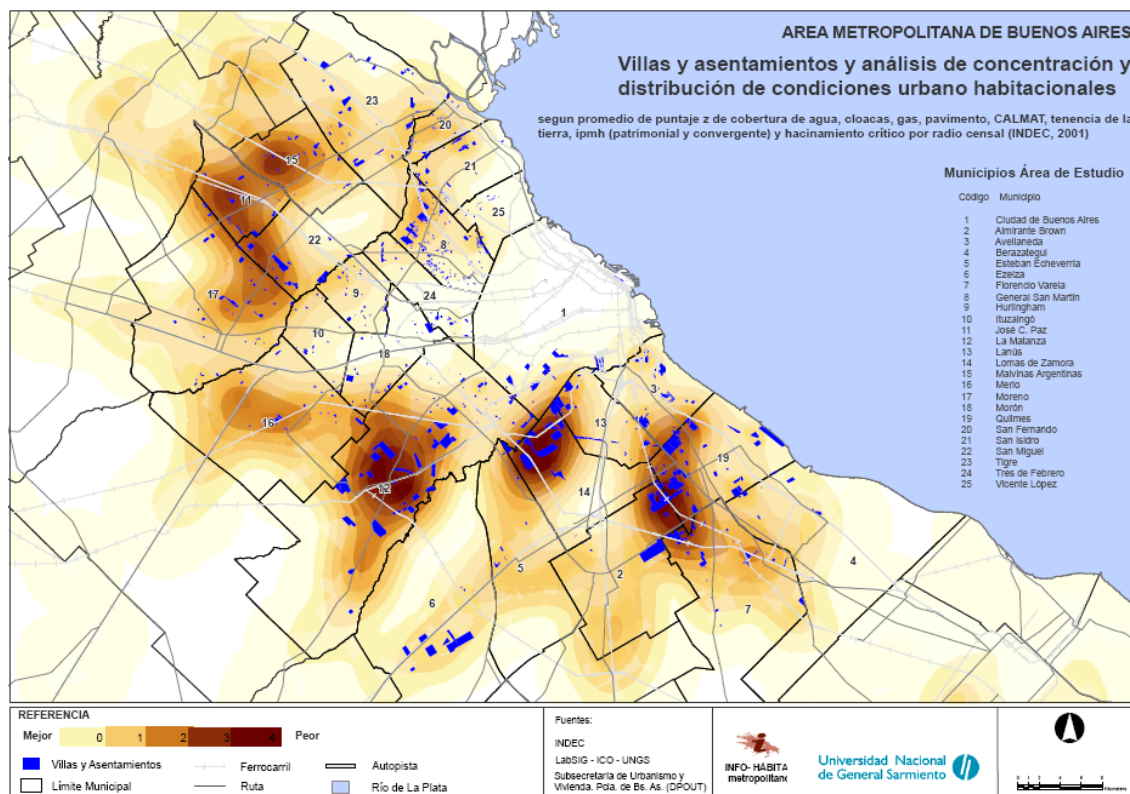 AREA METROPOLITANA DE BUENOS AIRES
Villas y asentamientos y análisis de concentración y
distribución de condiciones urbano habitacionales
segun promedio de puntaje z de cobertura de agua, cloacas, gas, pavimento, CALMAT, tenencia de la
tierra, ipmh (patrimonial y convergente) y hacinamiento crítico por radio censal (INDEC, 2001)
Municipios Área de Estudio
Código Municipio
1 Ciudad de Buenos Aires
2 Almirante Brown
3 Avellaneda
4 Berazategui
5 Esteban Echeverría
6 Ezeiza
7 Florencio Varela
8 General San Martín
9 Hurlingham
10 Ituzaingó
11 José C. Paz
12 La Matanza
13 Lanús
14 Lomas de Zamora
15 Malvinas Argentinas
16 Merlo
17 Moreno
18 Morón
19 Quilmes
20 San Fernando
21 San Isidro
22 San Miguel
23 Tigre
24 Tres de Febrero
25 Vicente López
23
20
15
21
11
25
22
8
17
9
24
10
1
18
3
16
13
19
12
14
5
2
4
6
7
REFERENCIA
Mejor 0 1 2 3 4 Peor
Villas y Asentamientos
Ferrocarril
Autopista
Límite Municipal
Ruta
Río de La Plata
Fuentes:
INDEC
LabSIG - ICO - UNGS
Subsecretaria de Urbanismo y
Vivienda. Pcia. de Bs. As. (DPOUT)
INFO-HÁBITA
metropolitano
Universidad Nacional
de General Sarmiento